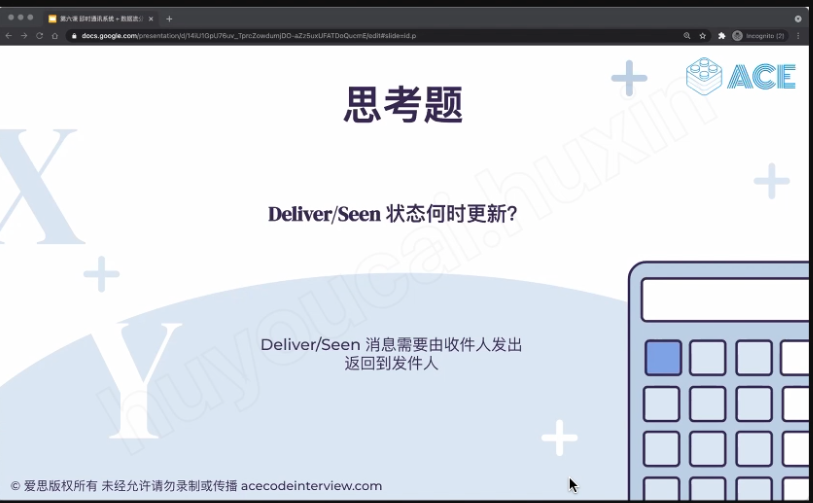 第六课 即时通讯系统 + 数据流
docs.google.com/presentation/d/14iU1GpU76uv_TprcZowdumjDO-aZz5uxUFATDoQucmE/edit#slide=id.p
Incognito (2)
ACE
思考题
X
Deliver/Seen 状态何时更新?
Y
Deliver/Seen 消息需要由收件人发出
返回到发件人
huyoucai.huxin
© 爱思版权所有 未经允许请勿录制或传播 acecodeinterview.com